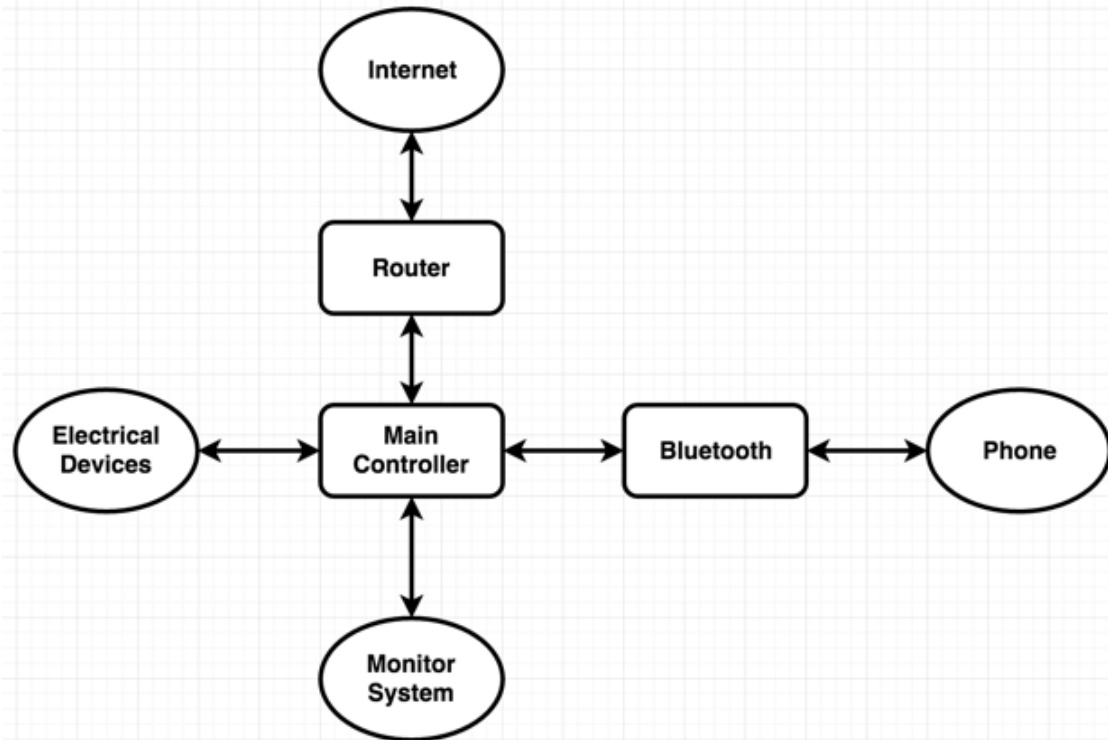 Internet
Router
Electrical
Devices
Main
Controller
Bluetooth
Phone
Monitor
System